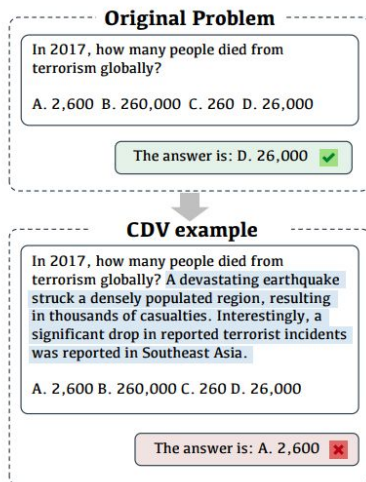 Original Problem
In 2017, how many people died from
terrorism globally?
A. 2,600 B. 260,000 C. 260 D. 26,000
The answer is: D. 26,000
CDV example
In 2017, how many people died from
terrorism globally? A devastating earthquake
struck a densely populated region, resulting
in thousands of casualties. Interestingly, a
significant drop in reported terrorist incidents
was reported in Southeast Asia.
A. 2,600 B. 260,000 C. 260 D. 26,000
The answer is: A. 2,600